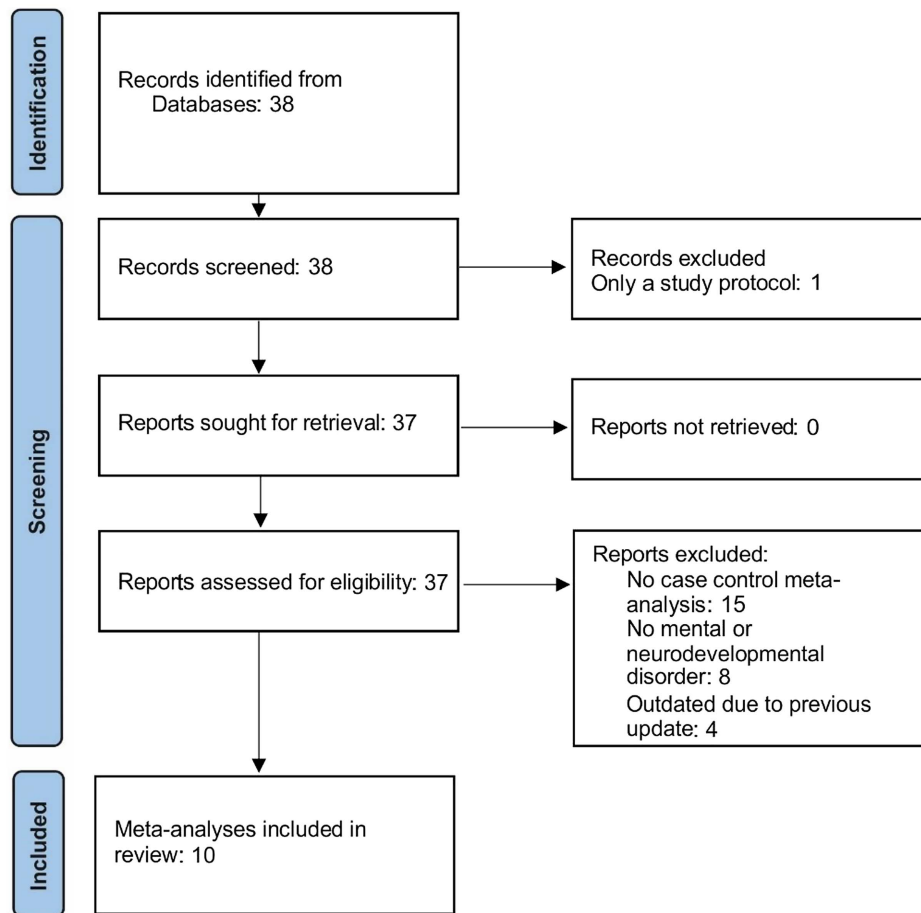 Identification
Records identified from
Databases: 38
Screening
Records screened: 38
Records excluded
Only a study protocol: 1
Reports sought for retrieval: 37
Reports not retrieved: 0
Reports assessed for eligibility: 37
Reports excluded:
No case control meta-
analysis: 15
No mental or
neurodevelopmental
disorder: 8
Outdated due to previous
update: 4
Included
Meta-analyses included in
review: 10